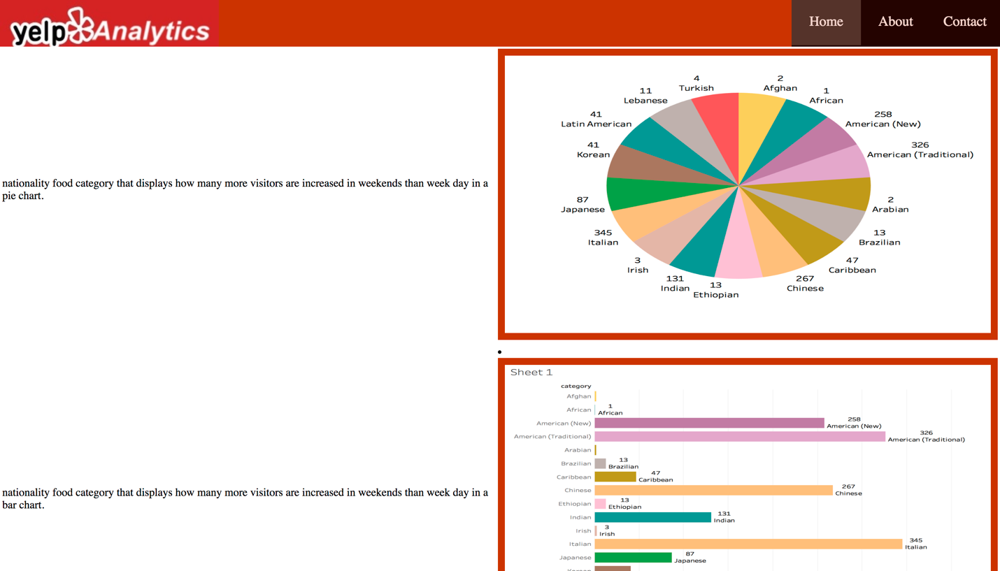 yelp Analytics
Home
About
Contact
nationality food category that displays how many more visitors are increased in weekends than week day in a
pie chart.
4
Turkish
2
Afghan
11
Lebanese
1
African
41
Latin American
258
American (New)
41
Korean
326
American (Traditional)
87
Japanese
2
Arabian
345
Italian
13
Brazilian
3
Irish
47
Caribbean
131
Indian
13
Ethiopian
267
Chinese
Sheet 1
category
Afghan
African
1
African
American (New)
258
American (New)
American (Traditional)
326
American (Traditional)
Arabian
Brazilian
13
Brazilian
Caribbean
47
Caribbean
Chinese
267
Chinese
nationality food category that displays how many more visitors are increased in weekends than week day in a
bar chart.
Ethiopian
13
Ethiopian
Indian
131
Indian
Irish
3
Irish
Italian
345
Italian
Japanese
87
Japanese
Korean